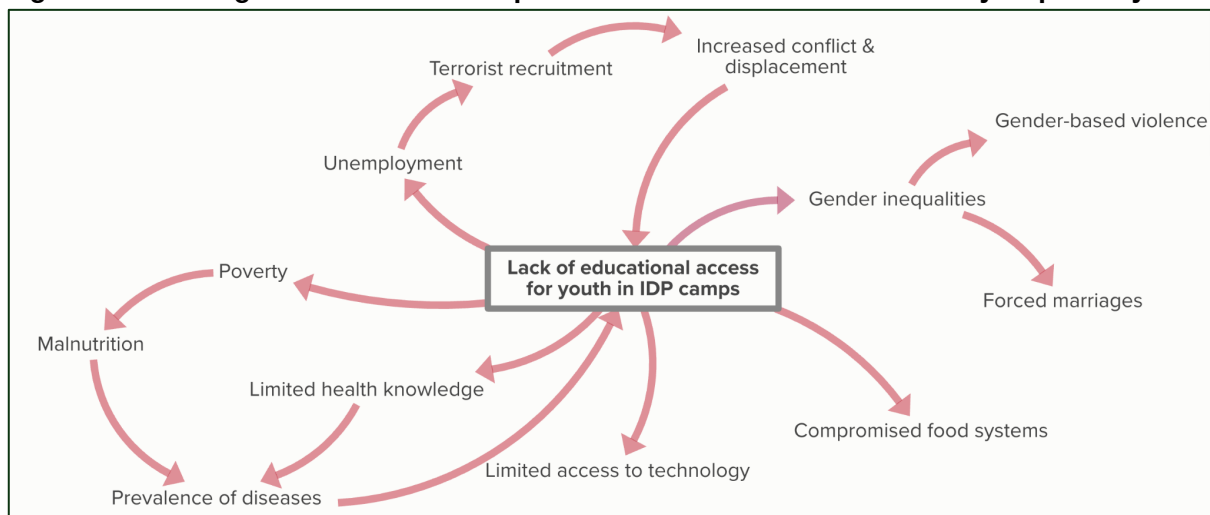 Increased conflict &
displacement
Terrorist recruitment
Gender-based violence
Unemployment
Gender inequalities
Lack of educational access
for youth in IDP camps
Poverty
Forced marriages
Malnutrition
Limited health knowledge
Compromised food systems
Limited access to technology
Prevalence of diseases